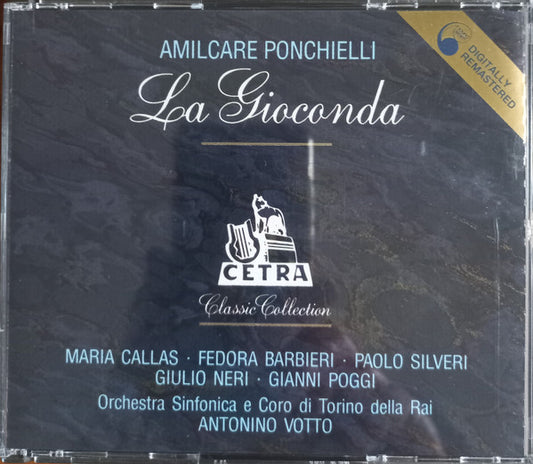 AMILCARE PONCHIELLI
DIGITALLY
REMASTERED
La Gioconda
CETRA
Classic Collection
MARIA CALLAS · FEDORA BARBIERI · PAOLO SILVERI
GIULIO NERI · GIANNI POGGI
Orchestra Sinfonica e Coro di Torino della Rai
ANTONINO VOTTO